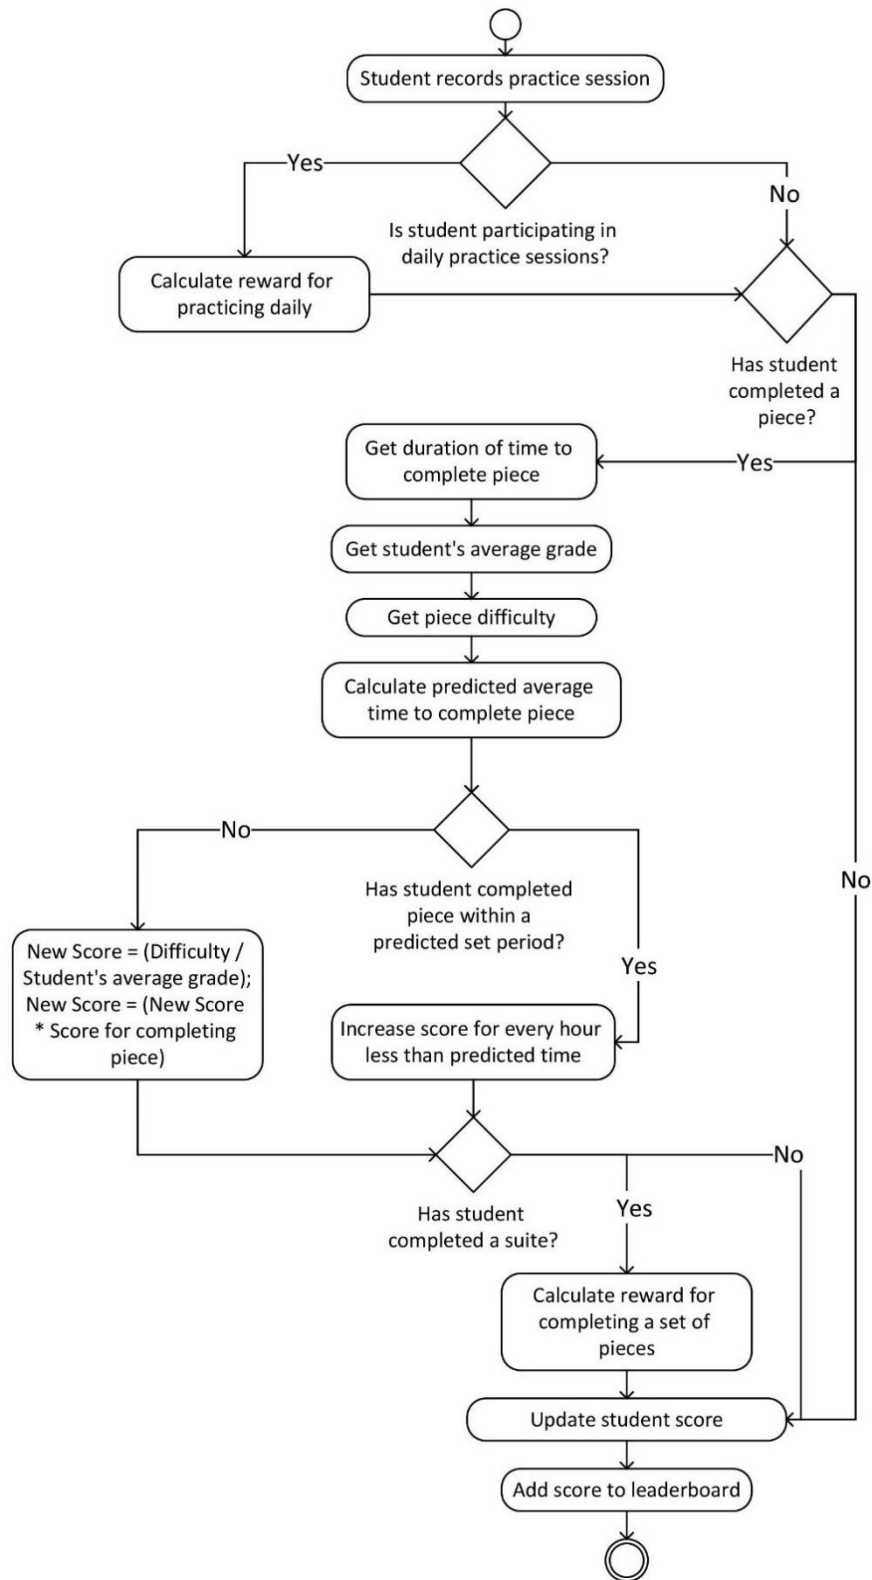 Student records practice session
Yes
No
Is student participating in
daily practice sessions?
Calculate reward for
practicing daily
Has student
completed a
piece?
Get duration of time to
complete piece
Yes
Get student's average grade
Get piece difficulty
Calculate predicted average
time to complete piece
No
Has student completed
piece within a
predicted set period?
No
Yes
New Score = (Difficulty /
Student's average grade);
New Score = (New Score
* Score for completing
piece)
Increase score for every hour
less than predicted time
Has student
completed a suite?
No
Yes
Calculate reward for
completing a set of
pieces
Update student score
Add score to leaderboard